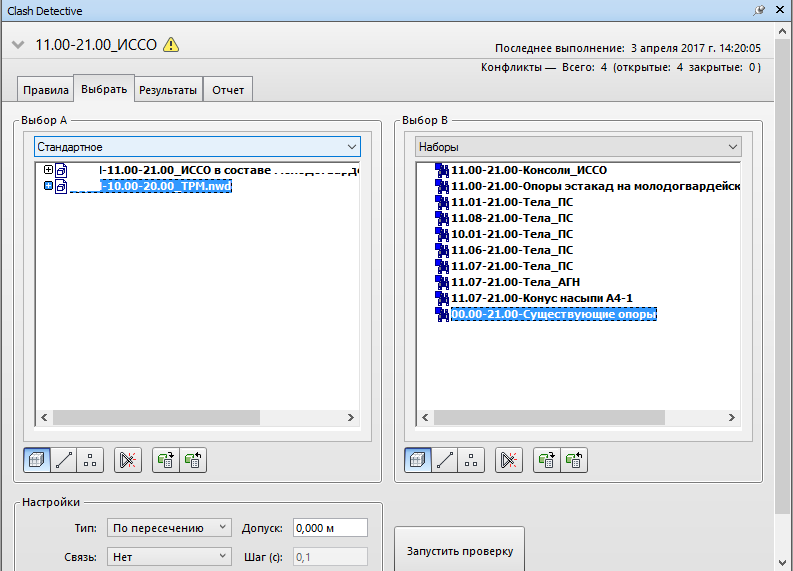 Clash Detective
11.00-21.00_ИССО
Последнее выполнение: 3 апреля 2017 г. 14:20:05
Конфликты — Всего: 4 (открытые: 4 закрытые: 0)
Правила Выбрать Результаты Отчет
Выбор A
Стандартное
-11.00-21.00_ИССО в составе
-10.00-20.00_ТРМ.nwd
Выбор B
Наборы
11.00-21.00-Консоли_ИССО
11.00-21.00-Опоры эстакад на молодогвардейск
11.01-21.00-Тела_ПС
11.08-21.00-Тела_ПС
10.01-21.00-Тела_ПС
11.06-21.00-Тела_ПС
11.07-21.00-Тела_ПС
11.07-21.00-Тела_АГН
11.07-21.00-Конус насыпи А4-1
00.00-21.00-Существующие опоры
Настройки
Тип: По пересечению Допуск: 0,000 м
Связь: Нет Шаг (с): 0,1
Запустить проверку